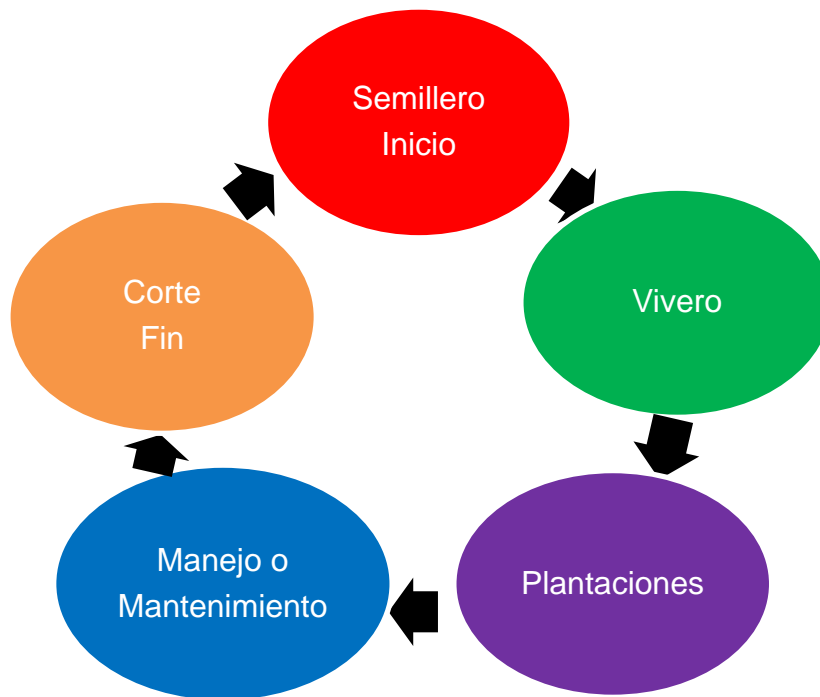 Semillero
Inicio
Vivero
Plantaciones
Manejo o
Mantenimiento
Corte
Fin